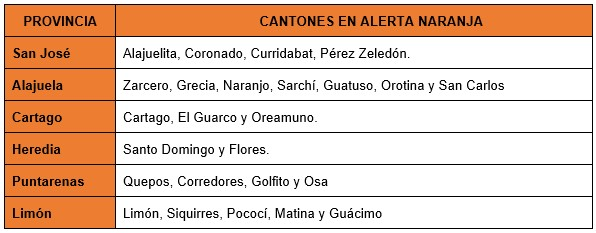 PROVINCIA CANTONES EN ALERTA NARANJA
San José Alajuelita, Coronado, Curridabat, Pérez Zeledón.
Alajuela Zarcero, Grecia, Naranjo, Sarchí, Guatuso, Orotina y San Carlos
Cartago Cartago, El Guarco y Oreamuno.
Heredia Santo Domingo y Flores.
Puntarenas Quepos, Corredores, Golfito y Osa
Limón Limón, Siquirres, Pococí, Matina y Guácimo